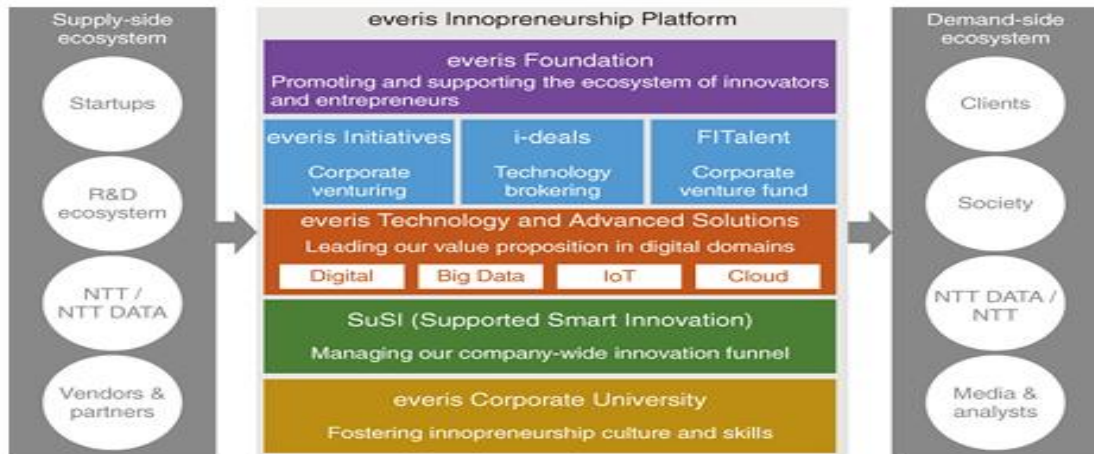 Supply-side
ecosystem
Startups
R&D
ecosystem
NTT /
NTT DATA
Vendors &
partners
everis Innopreneurship Platform
everis Foundation
Promoting and supporting the ecosystem of innovators
and entrepreneurs
everis Initiatives
Corporate
venturing
i-deals
Technology
brokering
FITalent
Corporate
venture fund
everis Technology and Advanced Solutions
Leading our value proposition in digital domains
Digital
Big Data
IoT
Cloud
SuSI (Supported Smart Innovation)
Managing our company-wide innovation funnel
everis Corporate University
Fostering innopreneurship culture and skills
Demand-side
ecosystem
Clients
Society
NTT DATA /
NTT
Media &
analysts